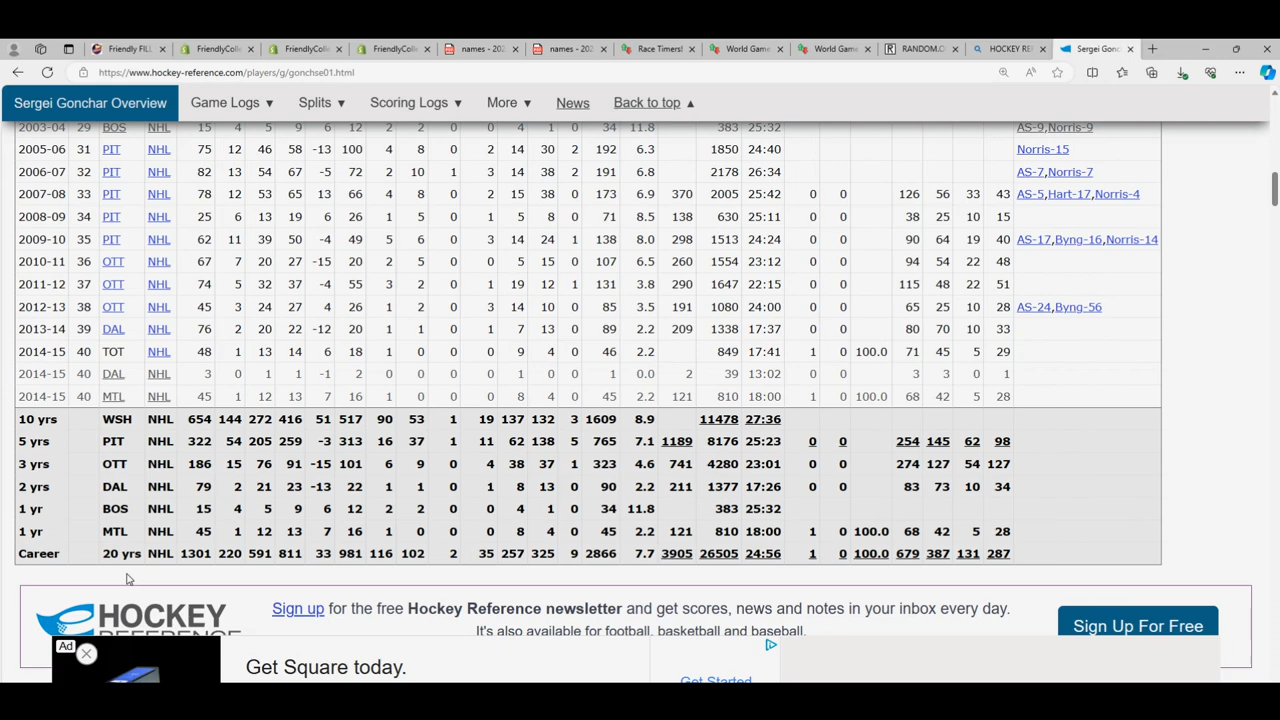 Friendly FILL
FriendlyColle
FriendlyColle
FriendlyColle
names - 202
names - 202
Race Timersh
World Game
World Game
RANDOM.O
HOCKEY REF
Sergei Gonc
https://www.hockey-reference.com/players/g/gonchse01.html
Sergei Gonchar Overview Game Logs ▼ Splits ▼ Scoring Logs ▼ More ▼ News Back to top ▲
2003-04 29 BOS NHL 15 4 5 9 6 12 2 2 0 0 4 1 0 34 11.8 383 25:32 AS-9,Norris-9
2005-06 31 PIT NHL 75 12 46 58 -13 100 4 8 0 2 14 30 2 192 6.3 1850 24:40 Norris-15
2006-07 32 PIT NHL 82 13 54 67 -5 72 2 10 1 3 14 38 2 191 6.8 2178 26:34 AS-7,Norris-7
2007-08 33 PIT NHL 78 12 53 65 13 66 4 8 0 2 15 38 1 173 6.9 370 2005 25:42 0 0 126 56 33 43 AS-5,Hart-17,Norris-4
2008-09 34 PIT NHL 25 6 13 19 6 26 1 5 0 1 5 8 0 71 8.5 138 630 25:11 0 0 38 25 10 15
2009-10 35 PIT NHL 62 11 39 50 -4 49 5 6 0 3 14 24 1 138 8.0 298 1513 24:24 0 0 90 64 19 40 AS-17,Byng-16,Norris-14
2010-11 36 OTT NHL 67 7 20 27 -15 20 2 5 0 0 5 15 0 107 6.5 260 1554 23:12 0 0 94 54 22 48
2011-12 37 OTT NHL 74 5 32 37 -4 55 3 2 0 1 19 12 1 131 3.8 290 1647 22:15 0 0 115 48 22 51
2012-13 38 OTT NHL 45 3 24 27 4 26 1 2 0 3 14 10 0 85 3.5 191 1080 24:00 0 0 65 25 10 28 AS-24,Byng-56
2013-14 39 DAL NHL 76 2 20 22 -12 20 1 1 0 1 7 13 0 89 2.2 209 1338 17:37 0 0 80 70 10 33
2014-15 40 TOT NHL 48 1 13 14 6 18 1 0 0 0 9 4 0 46 2.2 849 17:41 1 0 100.0 71 45 5 29
2014-15 40 DAL NHL 3 0 1 1 -1 2 0 0 0 0 1 0 0 1 0.0 2 39 13:02 0 0 3 3 0 1
2014-15 40 MTL NHL 45 1 12 13 7 16 1 0 0 0 8 4 0 45 2.2 121 810 18:00 1 0 100.0 68 42 5 28
10 yrs WSH NHL 654 144 272 416 51 517 90 53 1 19 137 132 3 1609 8.9 11478 27:36
5 yrs PIT NHL 322 54 205 259 -3 313 16 37 1 11 62 138 5 765 7.1 1189 8176 25:23 0 0 254 145 62 98
3 yrs OTT NHL 186 15 76 91 -15 101 6 9 0 4 38 37 1 323 4.6 741 4280 23:01 0 0 274 127 54 127
2 yrs DAL NHL 79 2 21 23 -13 22 1 1 0 1 8 13 0 90 2.2 211 1377 17:26 0 0 83 73 10 34
1 yr BOS NHL 15 4 5 9 6 12 2 2 0 0 4 1 0 34 11.8 383 25:32
1 yr MTL NHL 45 1 12 13 7 16 1 0 0 0 8 4 0 45 2.2 121 810 18:00 1 0 100.0 68 42 5 28
Career 20 yrs NHL 1301 220 591 811 33 981 116 102 2 35 257 325 9 2866 7.7 3905 26505 24:56 1 0 100.0 679 387 131 287
HOCKEY
REFERENCE
Sign up for the free Hockey Reference newsletter and get scores, news and notes in your inbox every day.
It's also available for football, basketball and baseball.
Sign Up For Free
Ad
Get Square today.
Get Started